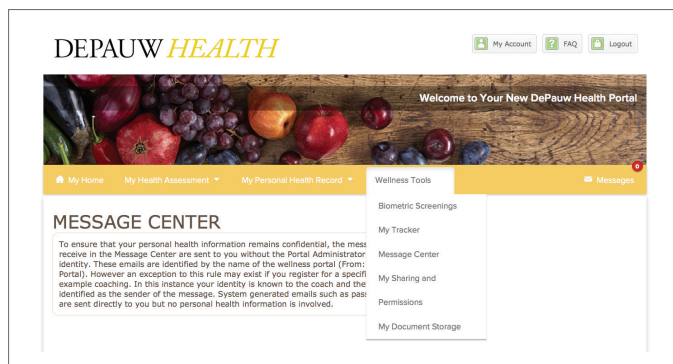 DEPAUW HEALTH
My Account
FAQ
Logout
Welcome to Your New DePauw Health Portal
0
My Home
My Health Assessment
My Personal Health Record
Wellness Tools
Messages
Biometric Screenings
My Tracker
Message Center
My Sharing and
Permissions
My Document Storage
MESSAGE CENTER
To ensure that your personal health information remains confidential, the mess
receive in the Message Center are sent to you without the Portal Administrator
identity. These emails are identified by the name of the wellness portal (From:
Portal). However an exception to this rule may exist if you register for a specifi
example coaching. In this instance your identity is known to the coach and the
identified as the sender of the message. System generated emails such as pass
are sent directly to you but no personal health information is involved.